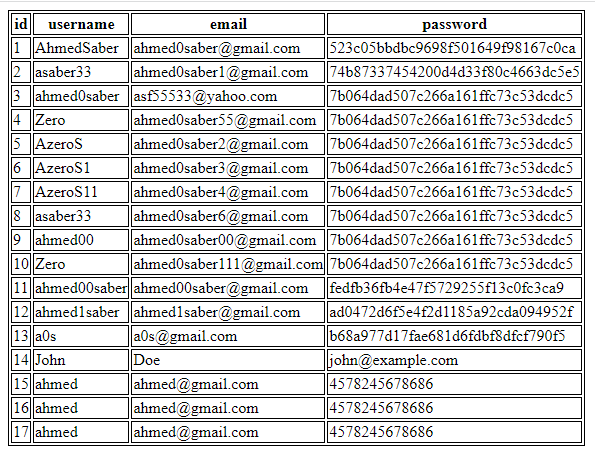 id username email password
1 AhmedSaber ahmed0saber@gmail.com 523c05bbdbc9698f501649f98167c0ca
2 asaber33 ahmed0saber1@gmail.com 74b87337454200d4d33f80c4663dc5e5
3 ahmed0saber asf55533@yahoo.com 7b064dad507c266a161ffc73c53dcdc5
4 Zero ahmed0saber55@gmail.com 7b064dad507c266a161ffc73c53dcdc5
5 AzeroS ahmed0saber2@gmail.com 7b064dad507c266a161ffc73c53dcdc5
6 AzeroS1 ahmed0saber3@gmail.com 7b064dad507c266a161ffc73c53dcdc5
7 AzeroS11 ahmed0saber4@gmail.com 7b064dad507c266a161ffc73c53dcdc5
8 asaber33 ahmed0saber6@gmail.com 7b064dad507c266a161ffc73c53dcdc5
9 ahmed00 ahmed0saber00@gmail.com 7b064dad507c266a161ffc73c53dcdc5
10 Zero ahmed0saber111@gmail.com 7b064dad507c266a161ffc73c53dcdc5
11 ahmed00saber ahmed00saber@gmail.com fedfb36fb4e47f5729255f13c0fc3ca9
12 ahmed1saber ahmed1saber@gmail.com ad0472d6f5e4f2d1185a92cda094952f
13 a0s a0s@gmail.com b68a977d17fae681d6fdbf8dfcf790f5
14 John Doe john@example.com
15 ahmed ahmed@gmail.com 4578245678686
16 ahmed ahmed@gmail.com 4578245678686
17 ahmed ahmed@gmail.com 4578245678686